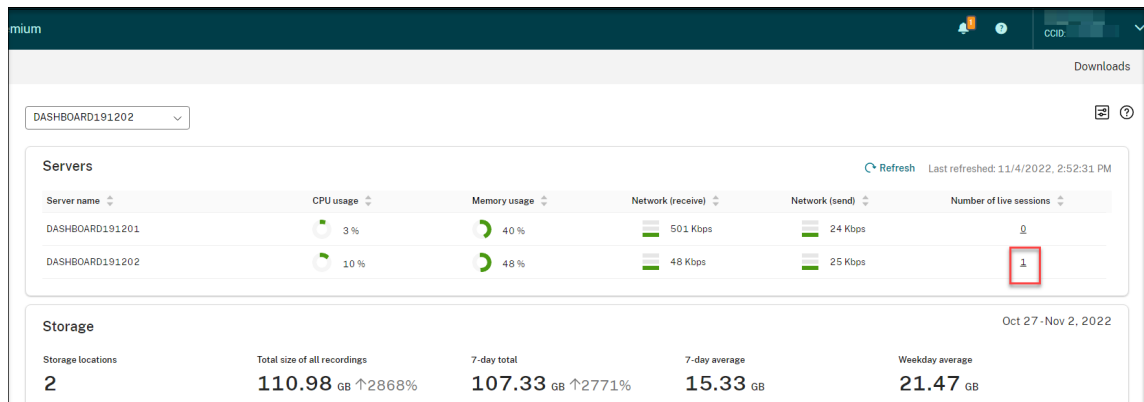 mium
1
?
CCID:
Downloads
DASHBOARD191202
?
Servers
Refresh Last refreshed: 11/4/2022, 2:52:31 PM
Server name CPU usage Memory usage Network (receive) Network (send) Number of live sessions
DASHBOARD191201 3 % 40 % 501 Kbps 24 Kbps 0
DASHBOARD191202 10 % 48 % 48 Kbps 25 Kbps 1
Storage Oct 27 - Nov 2, 2022
Storage locations Total size of all recordings 7-day total 7-day average Weekday average
2 110.98 GB ↑2868% 107.33 GB ↑2771% 15.33 GB 21.47 GB